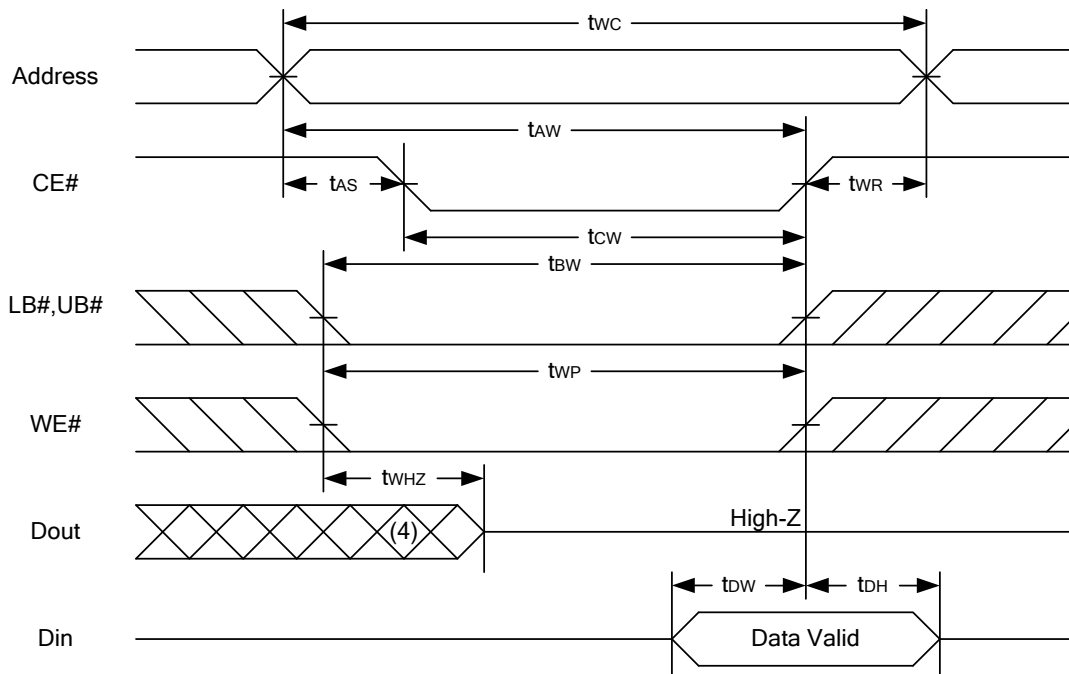 tWC
Address
tAW
CE#
tAS
tWR
tCW
tBW
LB#,UB#
tWP
WE#
tWHZ
Dout
(4)
High-Z
tDW
tDH
Din
Data Valid